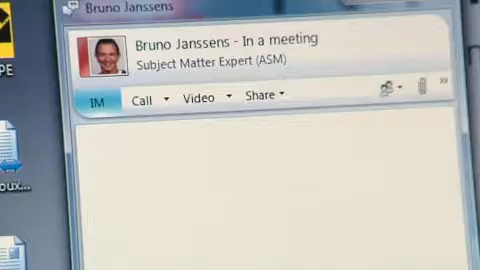 Bruno Janssens
Bruno Janssens - In a meeting
Subject Matter Expert (ASM)
IM Call Video Share
PE
oux...